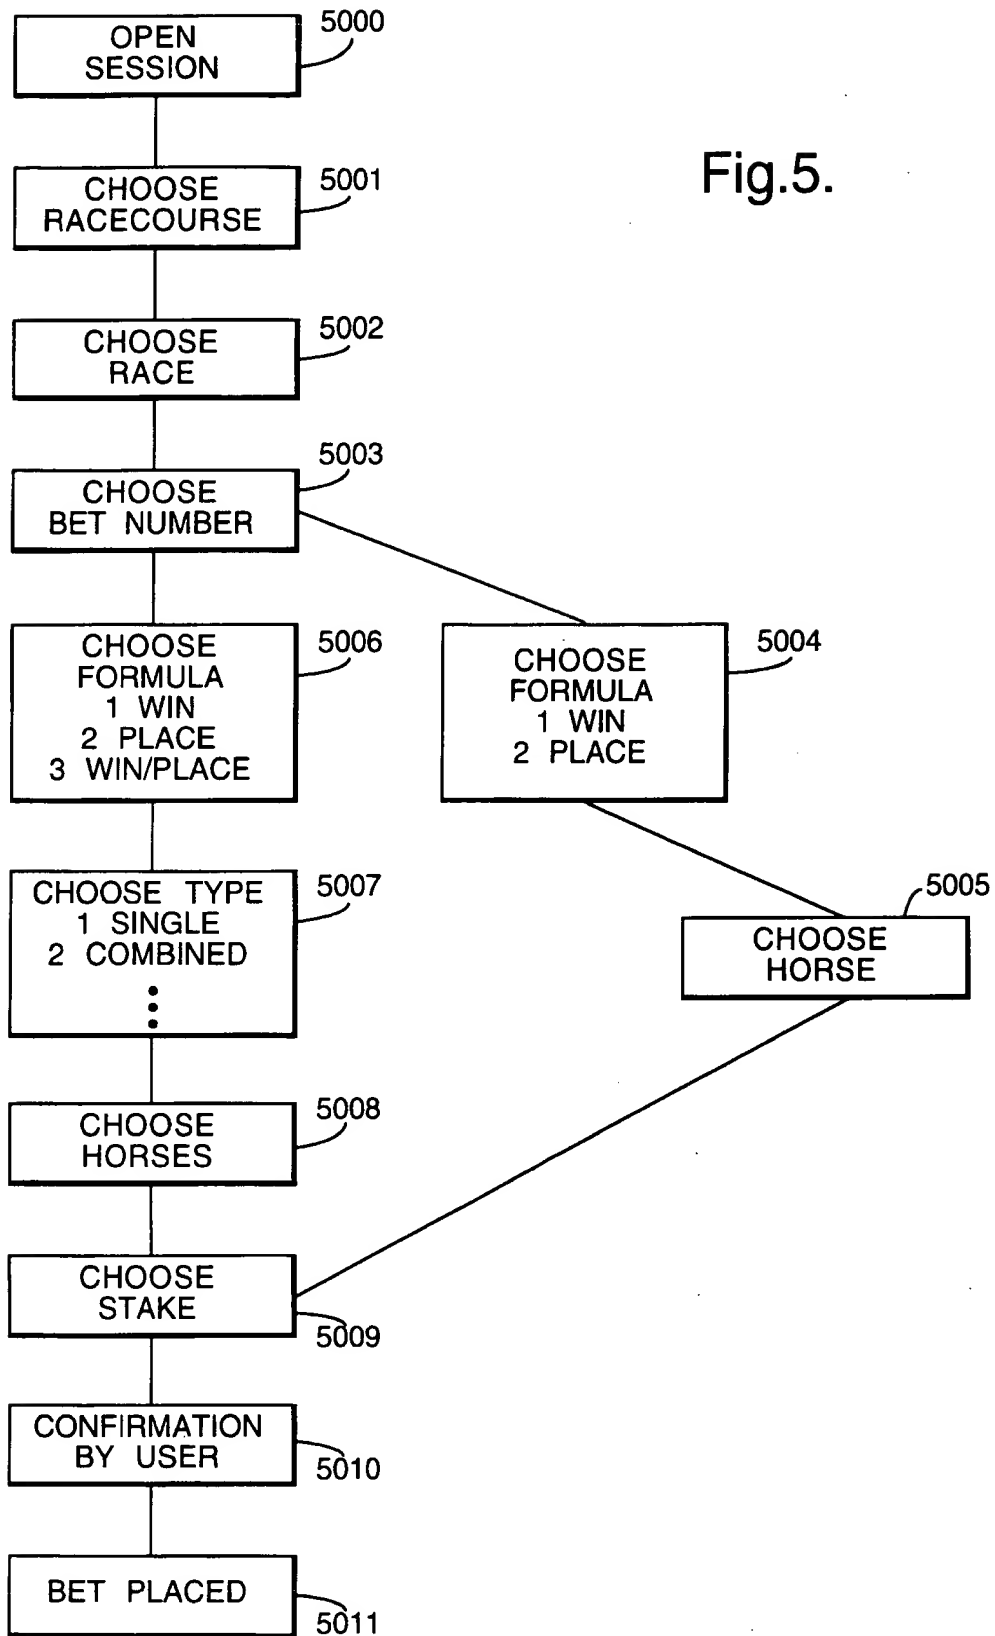 OPEN
SESSION
5000
Fig.5.
CHOOSE
RACECOURSE
5001
CHOOSE
RACE
5002
CHOOSE
BET NUMBER
5003
CHOOSE
FORMULA
1 WIN
2 PLACE
3 WIN/PLACE
5006
CHOOSE
FORMULA
1 WIN
2 PLACE
5004
CHOOSE TYPE
1 SINGLE
2 COMBINED
5007
CHOOSE
HORSE
5005
CHOOSE
HORSES
5008
CHOOSE
STAKE
5009
CONFIRMATION
BY USER
5010
BET PLACED
5011